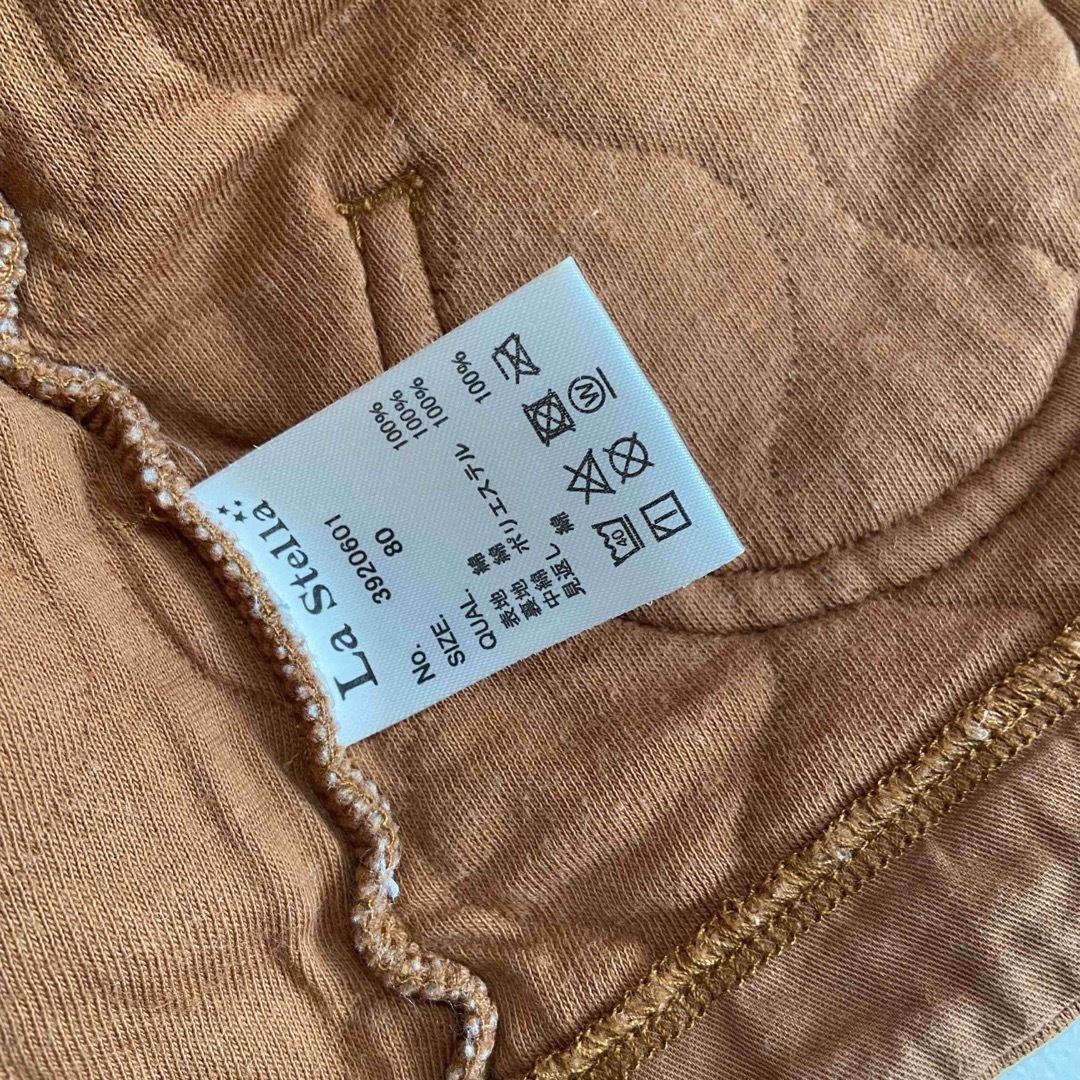 La Stella
No. 3920601
SIZE 80
QUAL
表地 綿 100%
裏地 綿 100%
中綿 ポリエステル 100%
見返し 綿 100%
40
W